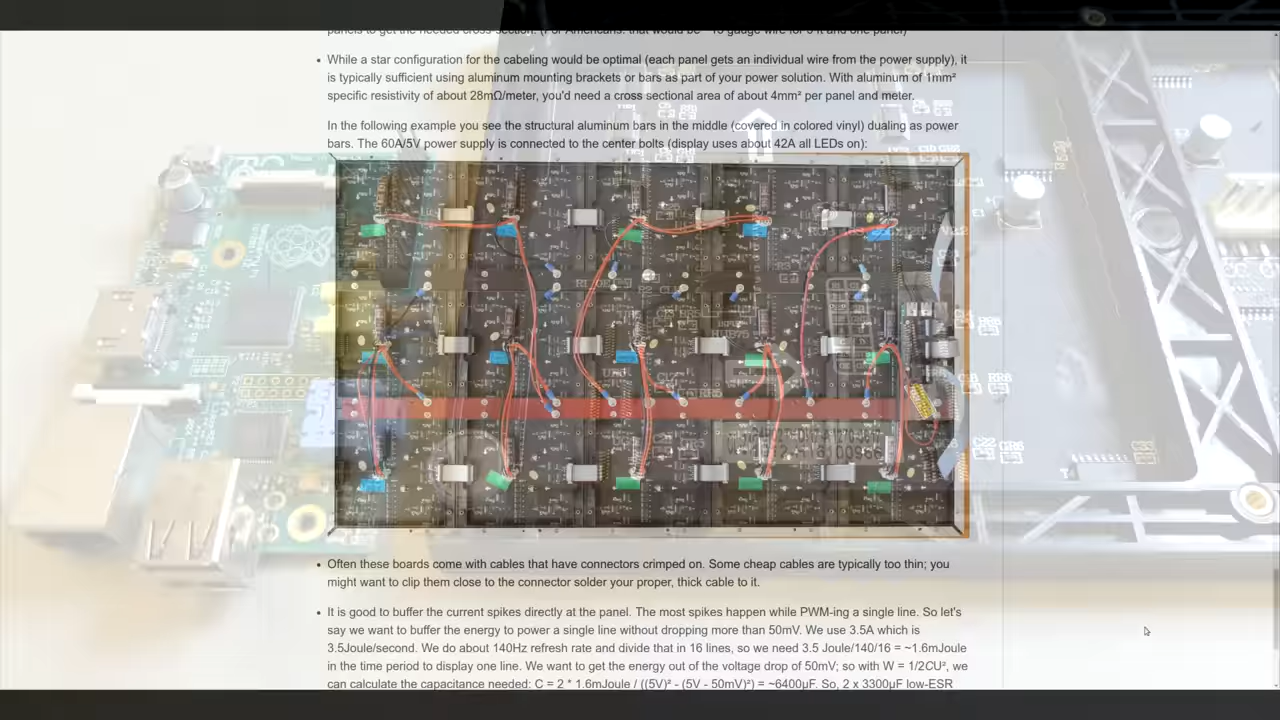 panels to get the needed cross-section. (For Americans: that would be
While a star configuration for the cabeling would be optimal (each panel gets an individual wire from the power supply), it
is typically sufficient using aluminum mounting brackets or bars as part of your power solution. With aluminum of 1mm²
specific resistivity of about 28mΩ/meter, you'd need a cross sectional area of about 4mm² per panel and meter.
In the following example you see the structural aluminum bars in the middle (covered in colored vinyl) dualing as power
bars. The 60A/5V power supply is connected to the center bolts (display uses about 42A all LEDs on):
Often these boards come with cables that have connectors crimped on. Some cheap cables are typically too thin; you
might want to clip them close to the connector solder your proper, thick cable to it.
It is good to buffer the current spikes directly at the panel. The most spikes happen while PWM-ing a single line. So let's
say we want to buffer the energy to power a single line without dropping more than 50mV. We use 3.5A which is
3.5Joule/second. We do about 140Hz refresh rate and divide that in 16 lines, so we need 3.5 Joule/140/16 = ~1.6mJoule
in the time period to display one line. We want to get the energy out of the voltage drop of 50mV; so with W = 1/2CU², we
can calculate the capacitance needed: C = 2 * 1.6mJoule / ((5V)² - (5V - 50mV)²) = ~6400µF. So, 2 x 3300µF low-ESR